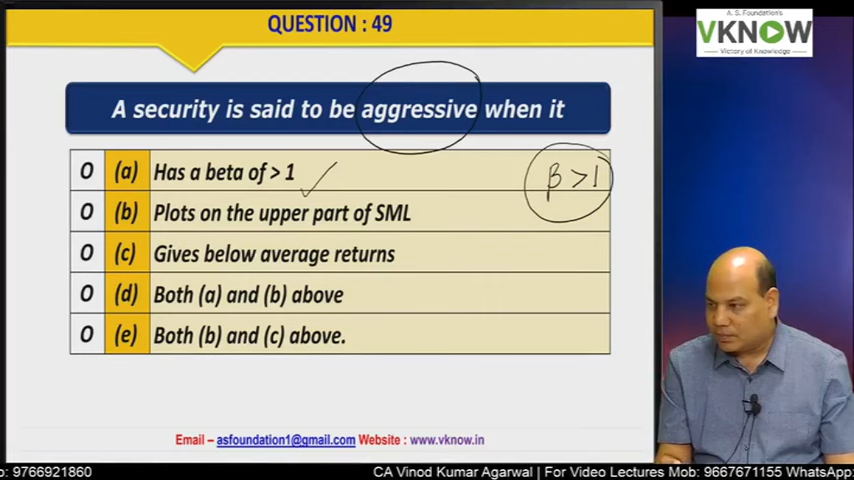 QUESTION : 49
A. S. Foundation's
VKNOW
Victory of Knowledge
A security is said to be aggressive when it
O (a) Has a beta of > 1
β >1
O (b) Plots on the upper part of SML
O (c) Gives below average returns
O (d) Both (a) and (b) above
O (e) Both (b) and (c) above.
Email – asfoundation1@gmail.com Website : www.vknow.in
o: 9766921860 CA Vinod Kumar Agarwal | For Video Lectures Mob: 9667671155 WhatsApp: